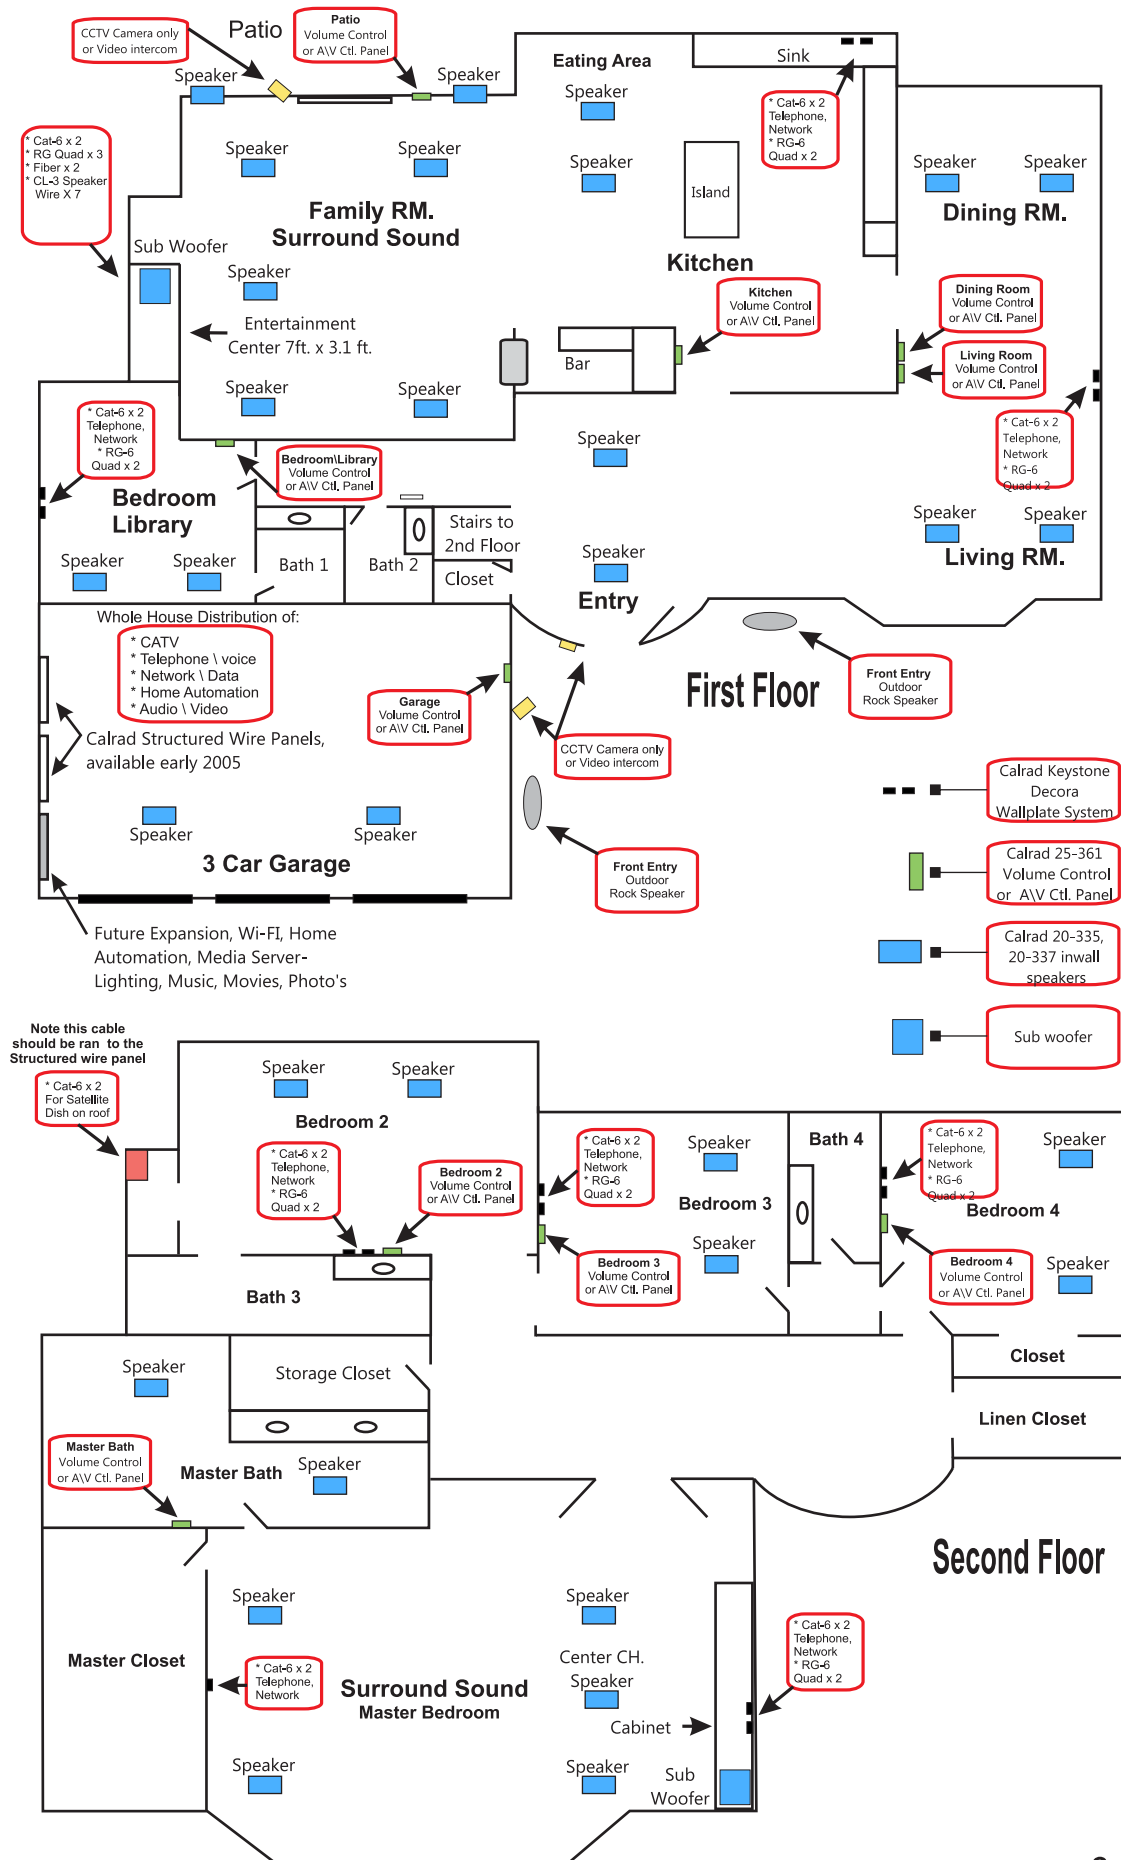 CCTV Camera only
or Video intercom
Patio
Patio
Volume Control
or A\V Ctl. Panel
Speaker
Speaker
Eating Area
Sink
Speaker
* Cat-6 x 2
Telephone,
Network
* RG-6
Quad x 2
* Cat-6 x 2
* RG Quad x 3
* Fiber x 2
* CL-3 Speaker
Wire X 7
Speaker
Speaker
Speaker
Island
Speaker
Speaker
Family RM.
Surround Sound
Dining RM.
Sub Woofer
Kitchen
Speaker
Kitchen
Volume Control
or A\V Ctl. Panel
Dining Room
Volume Control
or A\V Ctl. Panel
Entertainment
Center 7ft. x 3.1 ft.
Bar
Living Room
Volume Control
or A\V Ctl. Panel
Speaker
Speaker
* Cat-6 x 2
Telephone,
Network
* RG-6
Quad x 2
* Cat-6 x 2
Telephone,
Network
* RG-6
Quad x 2
Bedroom\Library
Volume Control
or A\V Ctl. Panel
Speaker
Bedroom
Library
Stairs to
2nd Floor
Speaker
Speaker
Speaker
Speaker
Bath 1
Bath 2
Closet
Speaker
Living RM.
Entry
Whole House Distribution of:
* CATV
* Telephone \ voice
* Network \ Data
* Home Automation
* Audio \ Video
Garage
Volume Control
or A\V Ctl. Panel
First Floor
Front Entry
Outdoor
Rock Speaker
Calrad Structured Wire Panels,
available early 2005
CCTV Camera only
or Video intercom
Calrad Keystone
Decora
Wallplate System
Speaker
Speaker
3 Car Garage
Front Entry
Outdoor
Rock Speaker
Calrad 25-361
Volume Control
or A\V Ctl. Panel
Future Expansion, Wi-FI, Home
Automation, Media Server-
Lighting, Music, Movies, Photo's
Calrad 20-335,
20-337 inwall
speakers
Sub woofer
Note this cable
should be ran to the
Structured wire panel
* Cat-6 x 2
For Satellite
Dish on roof
Speaker
Speaker
Bedroom 2
* Cat-6 x 2
Telephone,
Network
* RG-6
Quad x 2
Bedroom 2
Volume Control
or A\V Ctl. Panel
* Cat-6 x 2
Telephone,
Network
* RG-6
Quad x 2
Speaker
Bath 4
* Cat-6 x 2
Telephone,
Network
* RG-6
Quad x 2
Speaker
Bedroom 3
Bedroom 4
Speaker
Bedroom 3
Volume Control
or A\V Ctl. Panel
Bedroom 4
Volume Control
or A\V Ctl. Panel
Speaker
Bath 3
Speaker
Storage Closet
Closet
Linen Closet
Master Bath
Volume Control
or A\V Ctl. Panel
Master Bath
Speaker
Second Floor
Speaker
Speaker
* Cat-6 x 2
Telephone,
Network
* RG-6
Quad x 2
Master Closet
* Cat-6 x 2
Telephone,
Network
Center CH.
Speaker
Surround Sound
Master Bedroom
Cabinet
Speaker
Speaker
Sub
Woofer